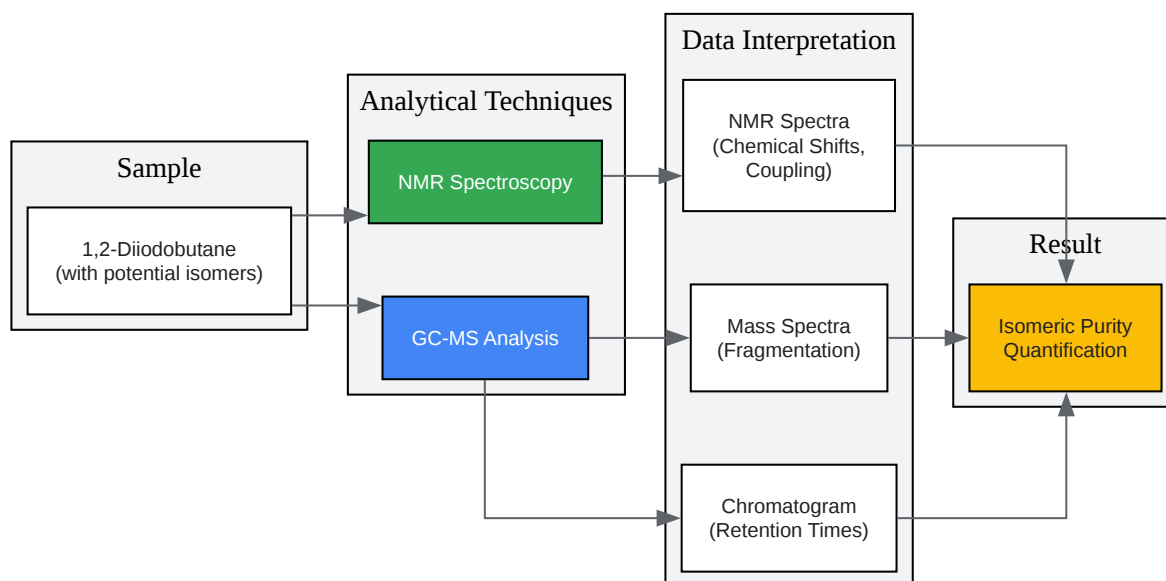 Sample
1,2-Diiodobutane
(with potential isomers)
Analytical Techniques
NMR Spectroscopy
GC-MS Analysis
Data Interpretation
NMR Spectra
(Chemical Shifts,
Coupling)
Mass Spectra
(Fragmentation)
Chromatogram
(Retention Times)
Result
Isomeric Purity
Quantification